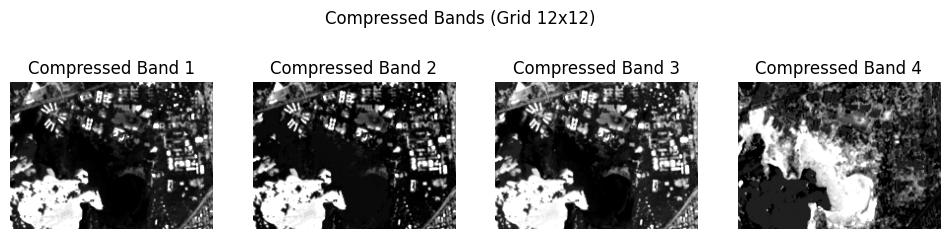 Compressed Bands (Grid 12x12)
Compressed Band 1
Compressed Band 2
Compressed Band 3
Compressed Band 4